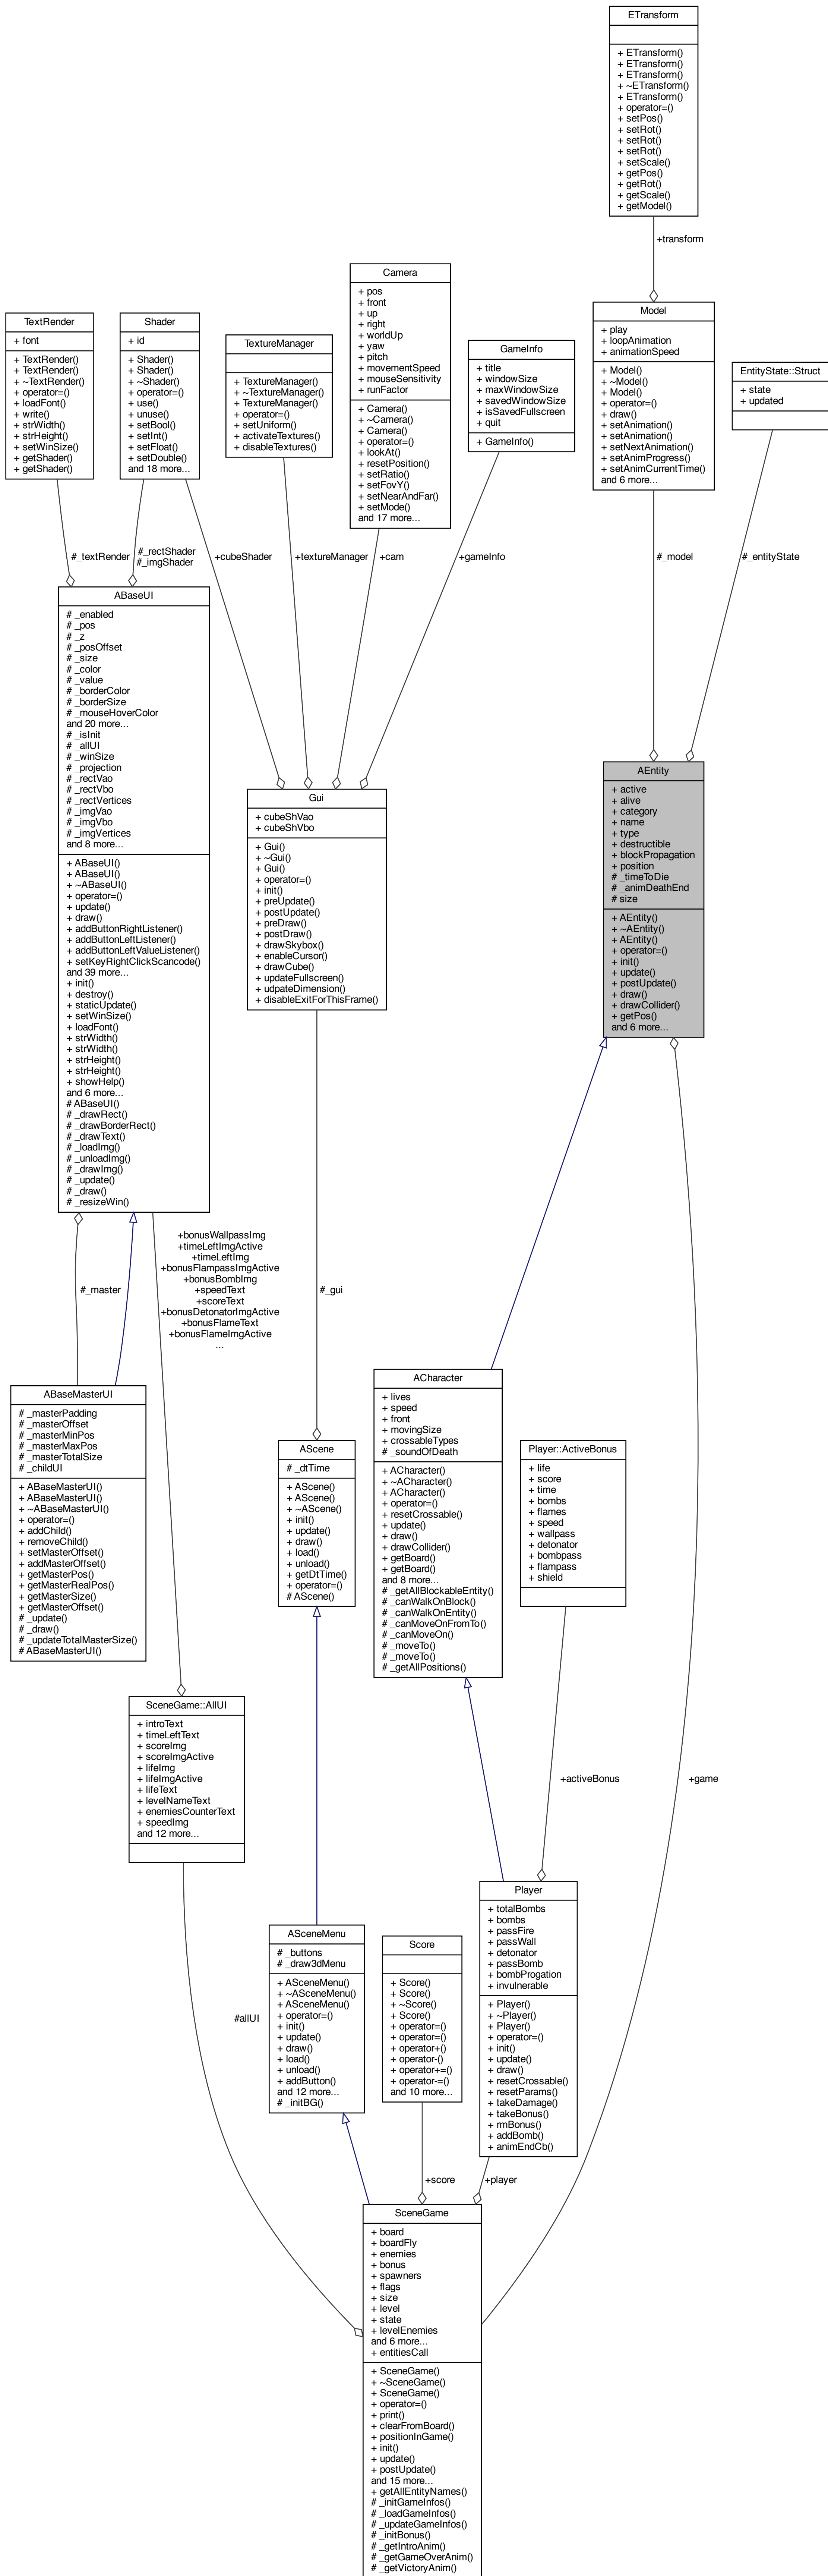 ETransform
+ ETransform()
+ ETransform()
+ ETransform()
+ ~ETransform()
+ ETransform()
+ operator=()
+ setPos()
+ setRot()
+ setRot()
+ setRot()
+ setScale()
+ getPos()
+ getRot()
+ getScale()
+ getModel()
+transform
Camera
+ pos
+ front
+ up
+ right
+ worldUp
+ yaw
+ pitch
+ movementSpeed
+ mouseSensitivity
+ runFactor
+ Camera()
+ ~Camera()
+ Camera()
+ operator=()
+ lookAt()
+ resetPosition()
+ setRatio()
+ setFovY()
+ setNearAndFar()
+ setMode()
and 17 more...
Model
+ play
+ loopAnimation
+ animationSpeed
+ Model()
+ ~Model()
+ Model()
+ operator=()
+ draw()
+ setAnimation()
+ setAnimation()
+ setNextAnimation()
+ setAnimProgress()
+ setAnimCurrentTime()
and 6 more...
TextRender
+ font
+ TextRender()
+ TextRender()
+ ~TextRender()
+ operator=()
+ loadFont()
+ write()
+ strWidth()
+ strHeight()
+ setWinSize()
+ getShader()
+ getShader()
Shader
+ id
+ Shader()
+ Shader()
+ ~Shader()
+ operator=()
+ use()
+ unuse()
+ setBool()
+ setInt()
+ setFloat()
+ setDouble()
and 18 more...
TextureManager
+ TextureManager()
+ ~TextureManager()
+ TextureManager()
+ operator=()
+ setUniform()
+ activateTextures()
+ disableTextures()
GameInfo
+ title
+ windowSize
+ maxWindowSize
+ savedWindowSize
+ isSavedFullscreen
+ quit
+ GameInfo()
EntityState::Struct
+ state
+ updated
#_textRender
#_rectShader
#_imgShader
+cubeShader
+textureManager
+cam
+gameInfo
#_model
#_entityState
ABaseUI
# _enabled
# _pos
# _z
# _posOffset
# _size
# _color
# _value
# _borderColor
# _borderSize
# _mouseHoverColor
and 20 more...
# _isInit
# _allUI
# _winSize
# _projection
# _rectVao
# _rectVbo
# _rectVertices
# _imgVao
# _imgVbo
# _imgVertices
and 8 more...
+ ABaseUI()
+ ABaseUI()
+ ~ABaseUI()
+ operator=()
+ update()
+ draw()
+ addButtonRightListener()
+ addButtonLeftListener()
+ addButtonLeftValueListener()
+ setKeyRightClickScancode()
and 39 more...
+ init()
+ destroy()
+ staticUpdate()
+ setWinSize()
+ loadFont()
+ strWidth()
+ strWidth()
+ strHeight()
+ strHeight()
+ showHelp()
and 6 more...
# ABaseUI()
# _drawRect()
# _drawBorderRect()
# _drawText()
# _loadImg()
# _unloadImg()
# _drawImg()
# _update()
# _draw()
# _resizeWin()
Gui
+ cubeShVao
+ cubeShVbo
+ Gui()
+ ~Gui()
+ Gui()
+ operator=()
+ init()
+ preUpdate()
+ postUpdate()
+ preDraw()
+ postDraw()
+ drawSkybox()
+ enableCursor()
+ drawCube()
+ updateFullscreen()
+ udpateDimension()
+ disableExitForThisFrame()
AEntity
+ active
+ alive
+ category
+ name
+ type
+ destructible
+ blockPropagation
+ position
# _timeToDie
# _animDeathEnd
# size
+ AEntity()
+ ~AEntity()
+ AEntity()
+ operator=()
+ init()
+ update()
+ postUpdate()
+ draw()
+ drawCollider()
+ getPos()
and 6 more...
#_master
+bonusWallpassImg
+timeLeftImgActive
+timeLeftImg
+bonusFlampassImgActive
+bonusBombImg
+speedText
+scoreText
+bonusDetonatorImgActive
+bonusFlameText
+bonusFlameImgActive
...
#_gui
ABaseMasterUI
# _masterPadding
# _masterOffset
# _masterMinPos
# _masterMaxPos
# _masterTotalSize
# _childUI
+ ABaseMasterUI()
+ ABaseMasterUI()
+ ~ABaseMasterUI()
+ operator=()
+ addChild()
+ removeChild()
+ setMasterOffset()
+ addMasterOffset()
+ getMasterPos()
+ getMasterRealPos()
+ getMasterSize()
+ getMasterOffset()
# _update()
# _draw()
# _updateTotalMasterSize()
# ABaseMasterUI()
AScene
# _dtTime
+ AScene()
+ AScene()
+ ~AScene()
+ init()
+ update()
+ draw()
+ load()
+ unload()
+ getDtTime()
+ operator=()
# AScene()
ACharacter
+ lives
+ speed
+ front
+ movingSize
+ crossableTypes
# _soundOfDeath
+ ACharacter()
+ ~ACharacter()
+ ACharacter()
+ operator=()
+ resetCrossable()
+ update()
+ draw()
+ drawCollider()
+ getBoard()
+ getBoard()
and 8 more...
# _getAllBlockableEntity()
# _canWalkOnBlock()
# _canWalkOnEntity()
# _canMoveOnFromTo()
# _canMoveOn()
# _moveTo()
# _moveTo()
# _getAllPositions()
Player::ActiveBonus
+ life
+ score
+ time
+ bombs
+ flames
+ speed
+ wallpass
+ detonator
+ bombpass
+ flampass
+ shield
SceneGame::AllUI
+ introText
+ timeLeftText
+ scoreImg
+ scoreImgActive
+ lifeImg
+ lifeImgActive
+ lifeText
+ levelNameText
+ enemiesCounterText
+ speedImg
and 12 more...
+activeBonus
+game
#allUI
ASceneMenu
# _buttons
# _draw3dMenu
+ ASceneMenu()
+ ~ASceneMenu()
+ ASceneMenu()
+ operator=()
+ init()
+ update()
+ draw()
+ load()
+ unload()
+ addButton()
and 12 more...
# _initBG()
Score
+ Score()
+ Score()
+ ~Score()
+ Score()
+ operator=()
+ operator=()
+ operator+()
+ operator-()
+ operator+=()
+ operator-=()
and 10 more...
Player
+ totalBombs
+ bombs
+ passFire
+ passWall
+ detonator
+ passBomb
+ bombProgation
+ invulnerable
+ Player()
+ ~Player()
+ Player()
+ operator=()
+ init()
+ update()
+ draw()
+ resetCrossable()
+ resetParams()
+ takeDamage()
+ takeBonus()
+ rmBonus()
+ addBomb()
+ animEndCb()
+score
+player
SceneGame
+ board
+ boardFly
+ enemies
+ bonus
+ spawners
+ flags
+ size
+ level
+ state
+ levelEnemies
and 6 more...
+ entitiesCall
+ SceneGame()
+ ~SceneGame()
+ SceneGame()
+ operator=()
+ print()
+ clearFromBoard()
+ positionInGame()
+ init()
+ update()
+ postUpdate()
and 15 more...
+ getAllEntityNames()
# _initGameInfos()
# _loadGameInfos()
# _updateGameInfos()
# _initBonus()
# _getIntroAnim()
# _getGameOverAnim()
# _getVictoryAnim()